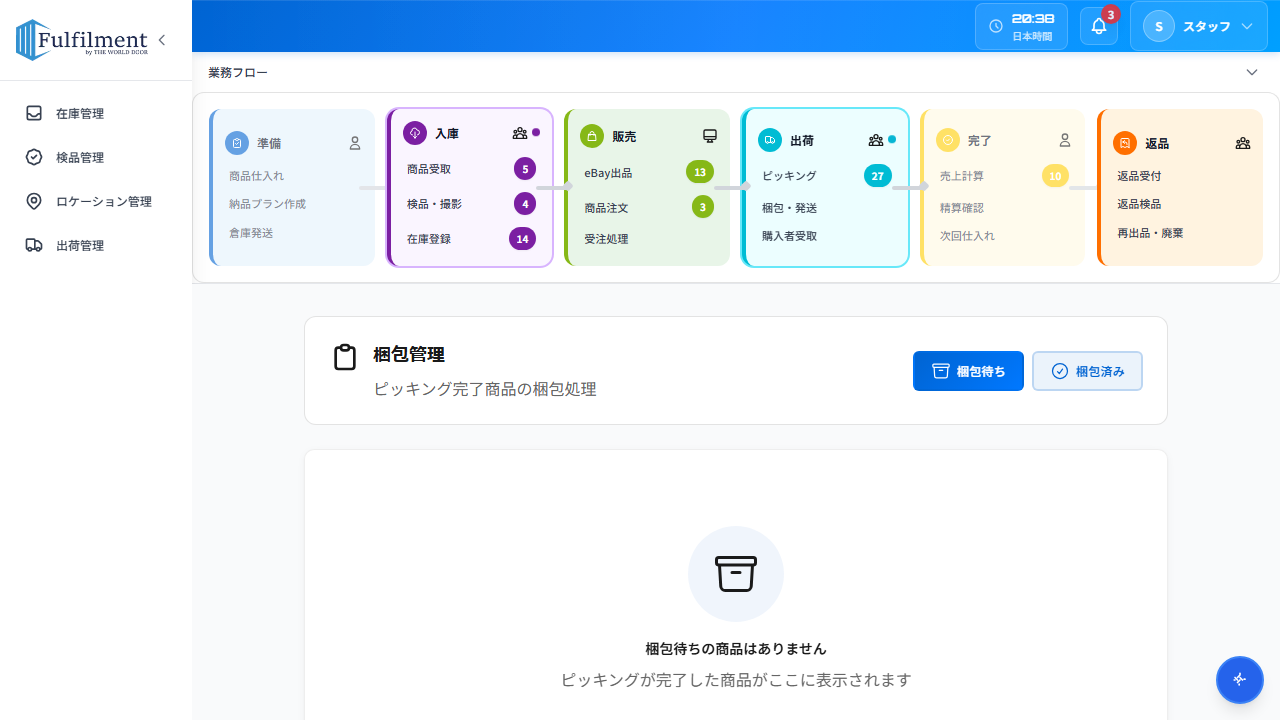 Fulfilment
by THE WORLD DOOR
20:38
日本時間
3
S
スタッフ
業務フロー
在庫管理
検品管理
ロケーション管理
出荷管理
準備
商品仕入れ
納品プラン作成
倉庫発送
入庫
商品受取
5
検品・撮影
4
在庫登録
14
販売
eBay出品
13
商品注文
3
受注処理
出荷
ピッキング
27
梱包・発送
購入者受取
完了
売上計算
10
精算確認
次回仕入れ
返品
返品受付
返品検品
再出品・廃棄
梱包管理
ピッキング完了商品の梱包処理
梱包待ち
梱包済み
梱包待ちの商品はありません
ピッキングが完了した商品がここに表示されます